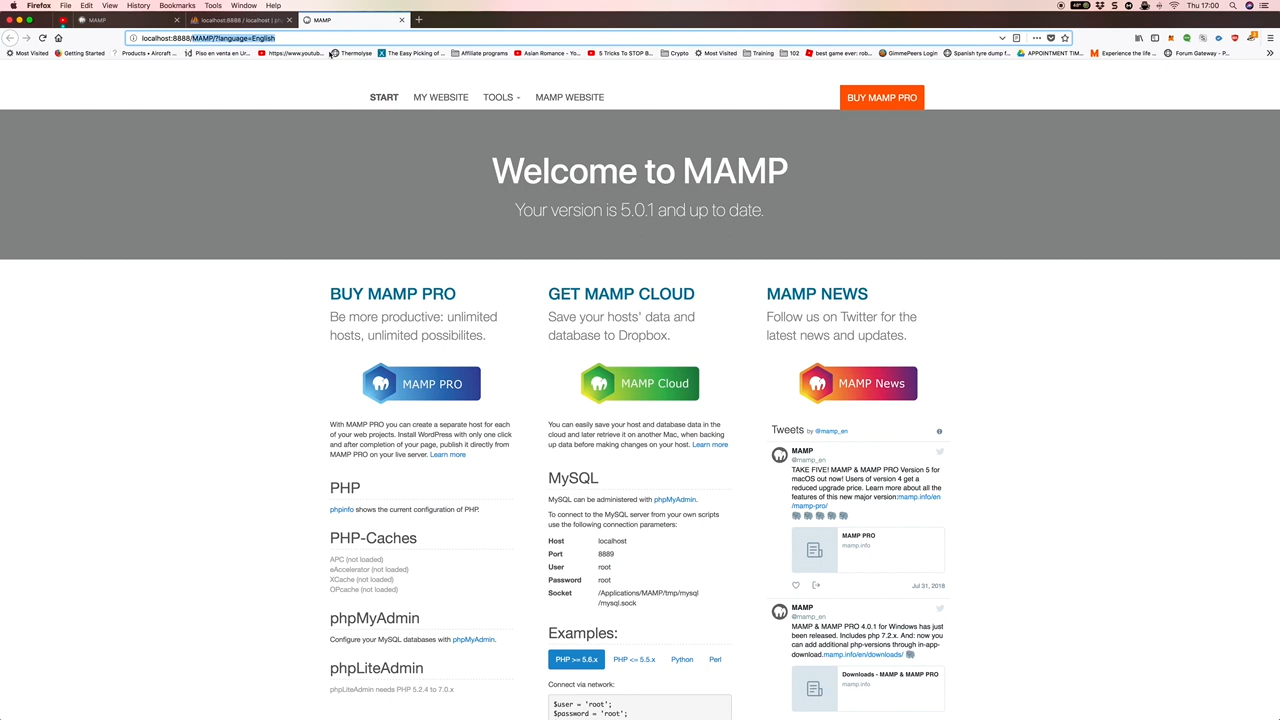 Firefox File Edit View History Bookmarks Tools Window Help
48° Thu 17:00
MAMP
localhost:8888 / localhost | ph
MAMP
localhost:8888/MAMP/?language=English
Most Visited Getting Started Products « Aircraft ... Piso en venta en Ur... https://www.youtub... Thermolyse The Easy Picking of ... Affiliate programs Asian Romance - Yo... 5 Tricks To STOP B... Crypto Most Visited Training 102 best game ever: rob... GimmePeers Login Spanish tyre dump f... APPOINTMENT TIM... Experience the life ... Forum Gateway - P...
START MY WEBSITE TOOLS MAMP WEBSITE
BUY MAMP PRO
Welcome to MAMP
Your version is 5.0.1 and up to date.
BUY MAMP PRO
Be more productive: unlimited
hosts, unlimited possibilites.
MAMP PRO
With MAMP PRO you can create a separate host for each
of your web projects. Install WordPress with only one click
and after completion of your page, publish it directly from
MAMP PRO on your live server. Learn more
PHP
phpinfo shows the current configuration of PHP.
PHP-Caches
APC (not loaded)
eAccelerator (not loaded)
XCache (not loaded)
OPcache (not loaded)
phpMyAdmin
Configure your MySQL databases with phpMyAdmin.
phpLiteAdmin
phpLiteAdmin needs PHP 5.2.4 to 7.0.x
GET MAMP CLOUD
Save your hosts' data and
database to Dropbox.
MAMP Cloud
You can easily save your host and database data in the
cloud and later retrieve it on another Mac, when backing
up data before making changes on your host. Learn more
MySQL
MySQL can be administered with phpMyAdmin.
To connect to the MySQL server from your own scripts
use the following connection parameters:
Host localhost
Port 8889
User root
Password root
Socket /Applications/MAMP/tmp/mysql
/mysql.sock
Examples:
PHP >= 5.6.x PHP <= 5.5.x Python Perl
Connect via network:
$user = 'root';
$password = 'root';
MAMP NEWS
Follow us on Twitter for the
latest news and updates.
MAMP News
Tweets by @mamp_en
MAMP
@mamp_en
TAKE FIVE! MAMP & MAMP PRO Version 5 for
macOS out now! Users of version 4 get a
reduced upgrade price. Learn more about all the
features of this new major version:mamp.info/en
/mamp-pro/
MAMP PRO
mamp.info
Jul 31, 2018
MAMP
@mamp_en
MAMP & MAMP PRO 4.0.1 for Windows has just
been released. Includes php 7.2.x. And: now you
can add additional php-versions through in-app-
download.mamp.info/en/downloads/
Downloads - MAMP & MAMP PRO
mamp.info